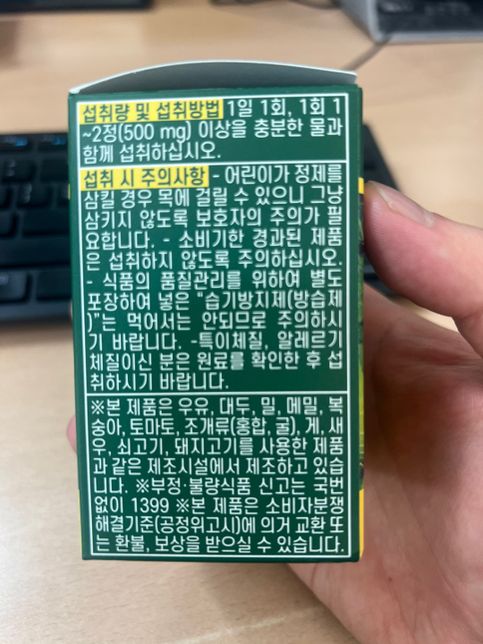 섭취량 및 섭취방법 1일 1회, 1회 1
~2정(500 mg) 이상을 충분한 물과
함께 섭취하십시오.
섭취 시 주의사항 - 어린이가 정제를
삼킬 경우 목에 걸릴 수 있으니 그냥
삼키지 않도록 보호자의 주의가 필
요합니다. - 소비기한 경과된 제품
은 섭취하지 않도록 주의하십시오.
- 식품의 품질관리를 위하여 별도
포장하여 넣은 "습기방지제(방습제
)"는 먹어서는 안되므로 주의하시
기 바랍니다. -특이체질, 알레르기
체질이신 분은 원료를 확인한 후 섭
취하시기 바랍니다.
※본 제품은 우유, 대두, 밀, 메밀, 복
숭아, 토마토, 조개류(홍합, 굴), 게, 새
우, 쇠고기, 돼지고기를 사용한 제품
과 같은 제조시설에서 제조하고 있습
니다. ※부정·불량식품 신고는 국번
없이 1399 ※본 제품은 소비자분쟁
해결기준(공정위고시)에 의거 교환 또
는 환불, 보상을 받으실 수 있습니다.